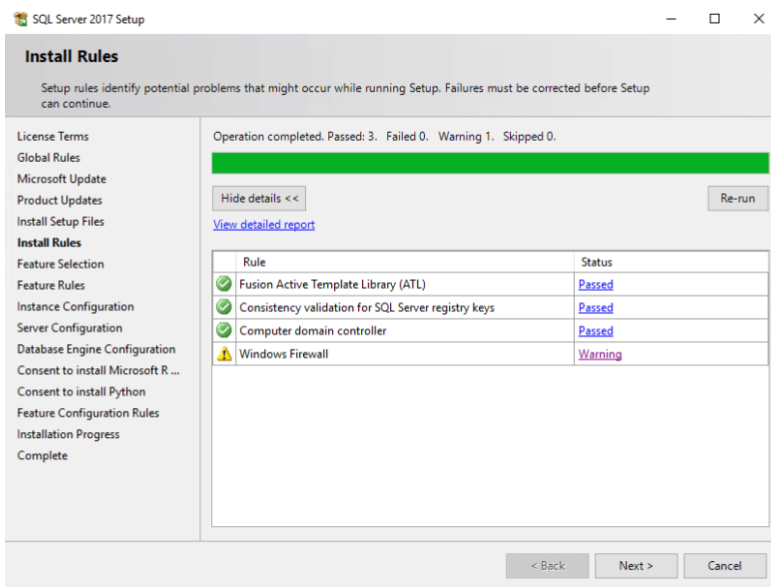 SQL Server 2017 Setup
Install Rules
Setup rules identify potential problems that might occur while running Setup. Failures must be corrected before Setup
can continue.
License Terms
Global Rules
Microsoft Update
Product Updates
Install Setup Files
Install Rules
Feature Selection
Feature Rules
Instance Configuration
Server Configuration
Database Engine Configuration
Consent to install Microsoft R ...
Consent to install Python
Feature Configuration Rules
Installation Progress
Complete
Operation completed. Passed: 3. Failed 0. Warning 1. Skipped 0.
Hide details << Re-run
View detailed report
Rule Status
Fusion Active Template Library (ATL) Passed
Consistency validation for SQL Server registry keys Passed
Computer domain controller Passed
Windows Firewall Warning
< Back Next > Cancel